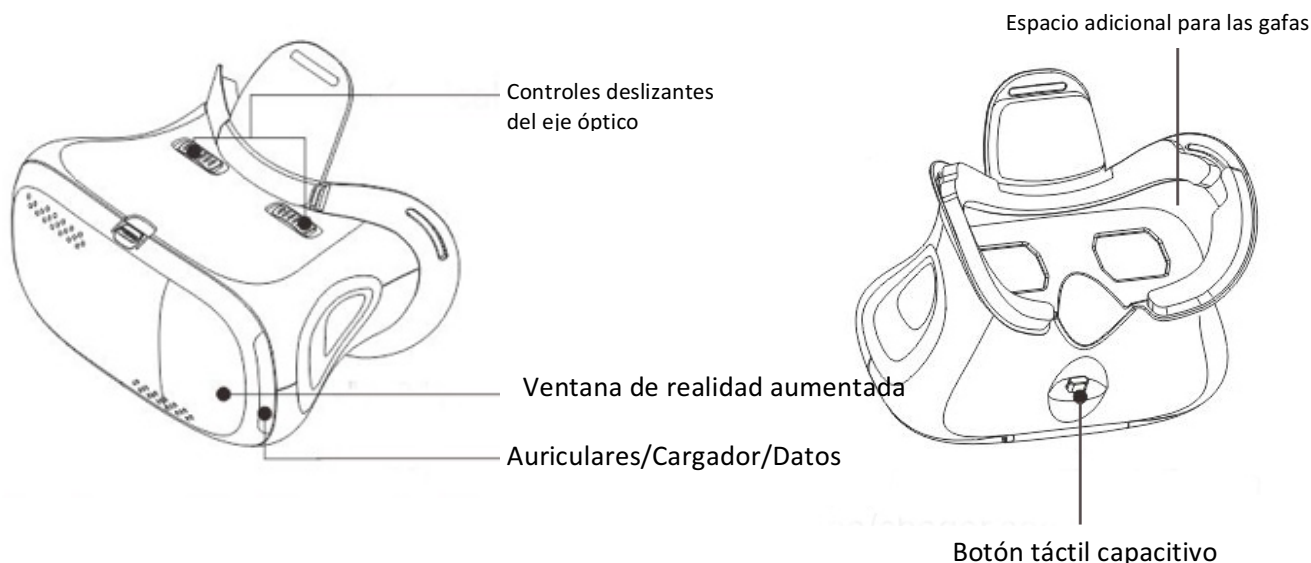 Espacio adicional para las gafas
Controles deslizantes
del eje óptico
Ventana de realidad aumentada
Auriculares/Cargador/Datos
Botón táctil capacitivo